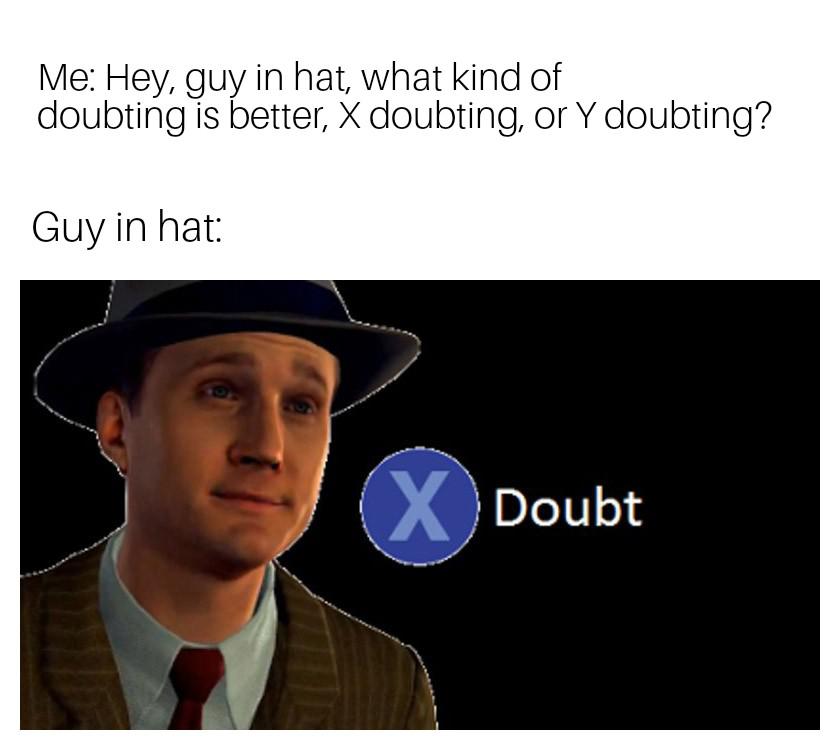 Me: Hey, guy in hat, what kind of
doubting is better, X doubting, or Y doubting?
Guy in hat:
X Doubt